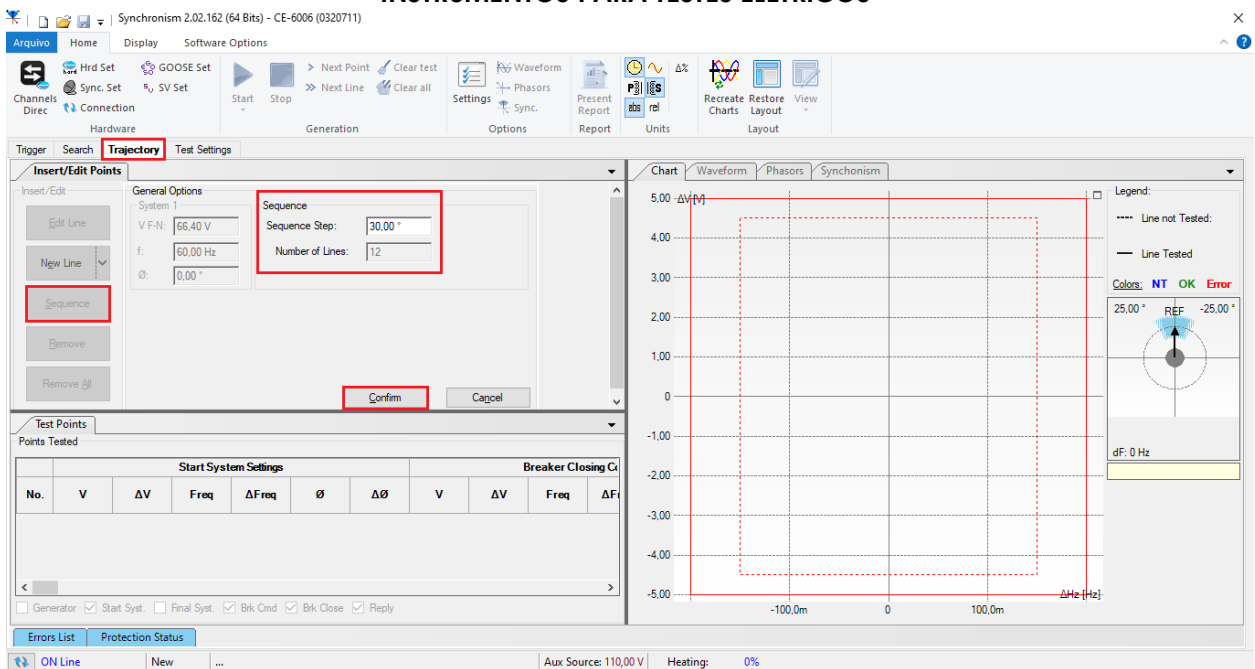 INSTRUMENTOS PARA TESTES ELÉTRICOS
Synchronism 2.02.162 (64 Bits) - CE-6006 (0320711)
Arquivo Home Display Software Options
Channels Direc
Hrd Set
Sync. Set
Connection
GOOSE Set
SV Set
Hardware
Start
Stop
Next Point
Next Line
Clear test
Clear all
Generation
Settings
Waveform
Phasors
Sync.
Options
Present Report
Report
Δ%
abs rel
Units
Recreate Charts
Restore Layout
View
Layout
Trigger Search Trajectory Test Settings
Insert/Edit Points
Insert/Edit
Edit Line
New Line
Sequence
Remove
Remove All
General Options
System 1
V F-N: 66,40 V
f: 60,00 Hz
Ø: 0,00 °
Sequence
Sequence Step: 30,00 °
Number of Lines: 12
Confirm Cancel
Test Points
Points Tested
Start System Settings Breaker Closing
No. V ΔV Freq ΔFreq Ø ΔØ V ΔV Freq
Generator Start Syst. Final Syst. Brk Cmd Brk Close Reply
Chart Waveform Phasors Synchronism
ΔV [V]
5,00
4,00
3,00
2,00
1,00
0
-1,00
-2,00
-3,00
-4,00
-5,00
-100,0m 0 100,0m
ΔHz [Hz]
Legend:
Line not Tested:
Line Tested
Colors: NT OK Error
25,00 ° REF -25,00 °
dF: 0 Hz
Errors List Protection Status
ON Line New ... Aux Source: 110,00 V Heating: 0%